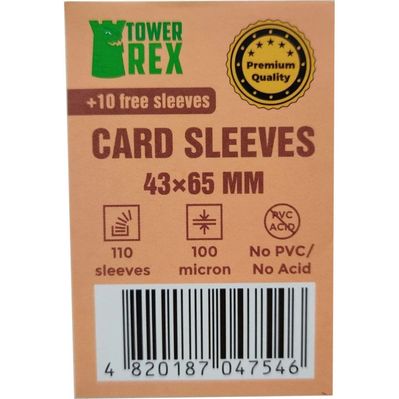 TOWER
REX
Premium
Quality
+10 free sleeves
CARD SLEEVES
43×65 MM
110
sleeves
100
micron
PVC
ACID
No PVC/
No Acid
4 820187 047546